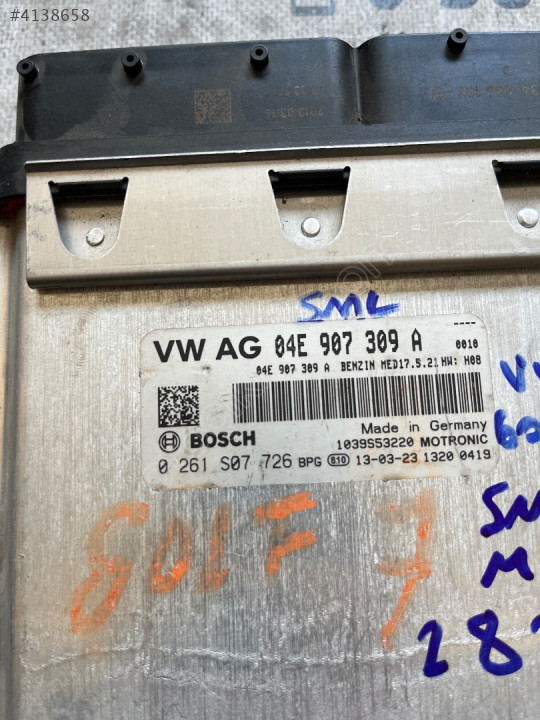 #4138658
SML
VW AG 04E 907 309 A 0010
04E 907 309 A BENZIN MED17.5.21 HW: H08
Made in Germany
BOSCH 1039S53220 MOTRONIC
0 261 S07 726 BPG 810 13-03-23 1320 0419
GOLF 7